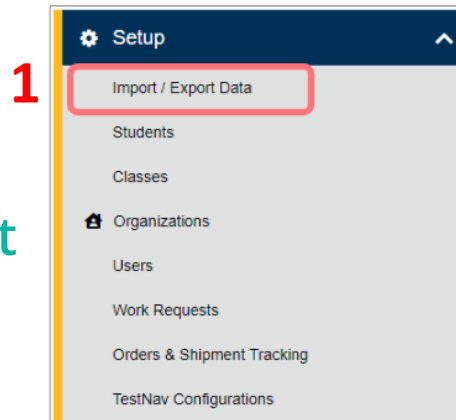 Setup
1
Import / Export Data
Students
Classes
t
Organizations
Users
Work Requests
Orders & Shipment Tracking
TestNav Configurations